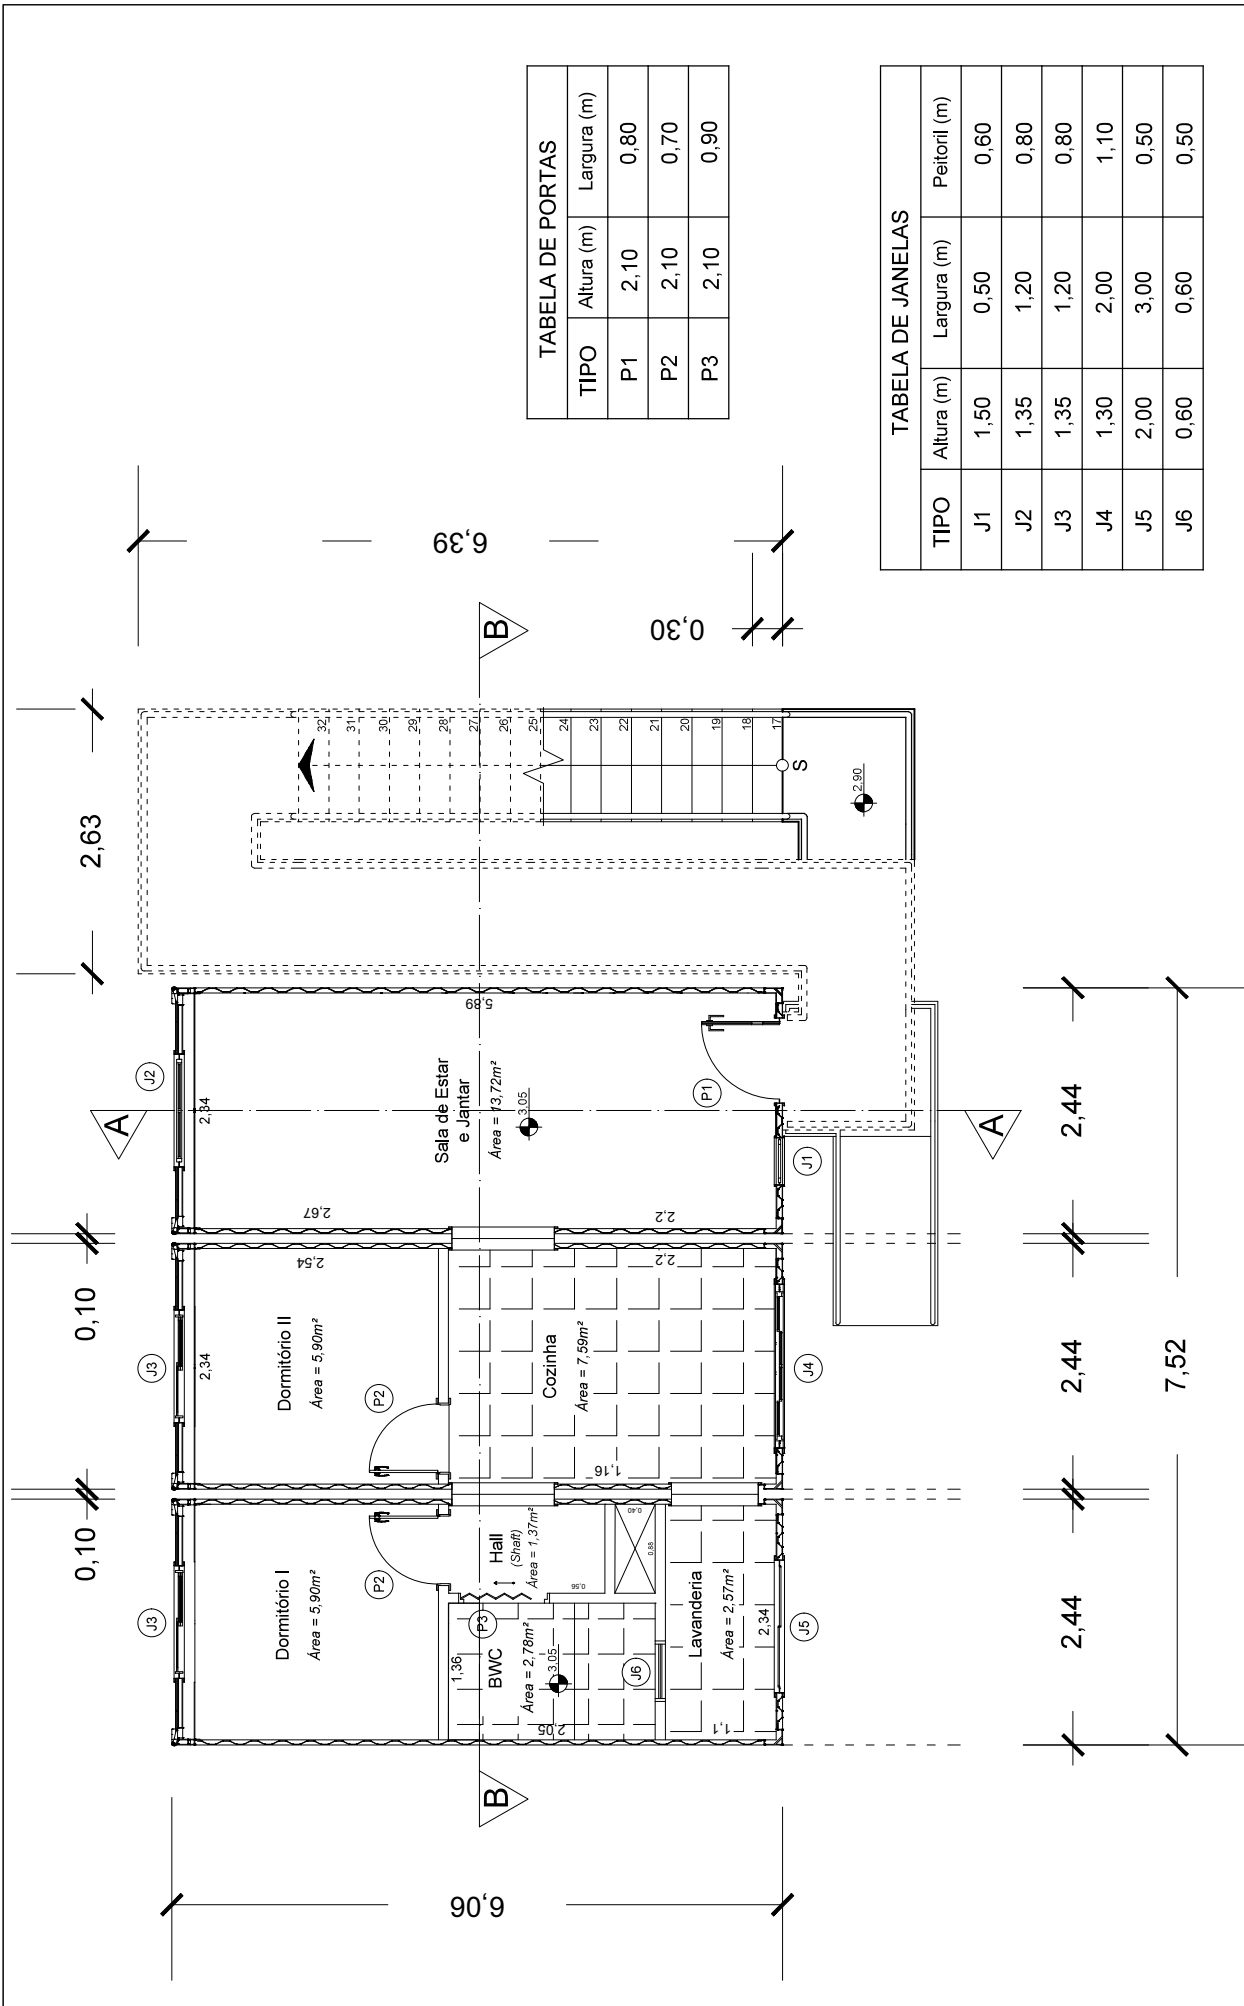 TABELA DE PORTAS
TIPO Altura (m) Largura (m)
P1 2,10 0,80
P2 2,10 0,70
P3 2,10 0,90
TABELA DE JANELAS
TIPO Altura (m) Largura (m) Peitoril (m)
J1 1,50 0,50 0,60
J2 1,35 1,20 0,80
J3 1,35 1,20 0,80
J4 1,30 2,00 1,10
J5 2,00 3,00 0,50
J6 0,60 0,60 0,50
6,39
0,30
B
2,63
32
31
30
29
28
27
26
25
24
23
22
21
20
19
18
17
S
2,90
J2
A
2,34
5,89
Sala de Estar
e Jantar
Área = 13,72m²
3,05
P1
J1
A
2,67
2,2
2,44
0,10
2,54
2,2
J3
2,34
Dormitório II
Área = 5,90m²
P2
Cozinha
Área = 7,59m²
1,16
J4
2,44
7,52
0,10
J3
Dormitório I
Área = 5,90m²
P2
Hall
(Shaft)
Área = 1,37m²
0,40
0,88
0,56
P3
1,36
BWC
Área = 2,78m²
3,05
2,05
J6
Lavanderia
Área = 2,57m²
2,34
1,1
J5
2,44
B
6,06